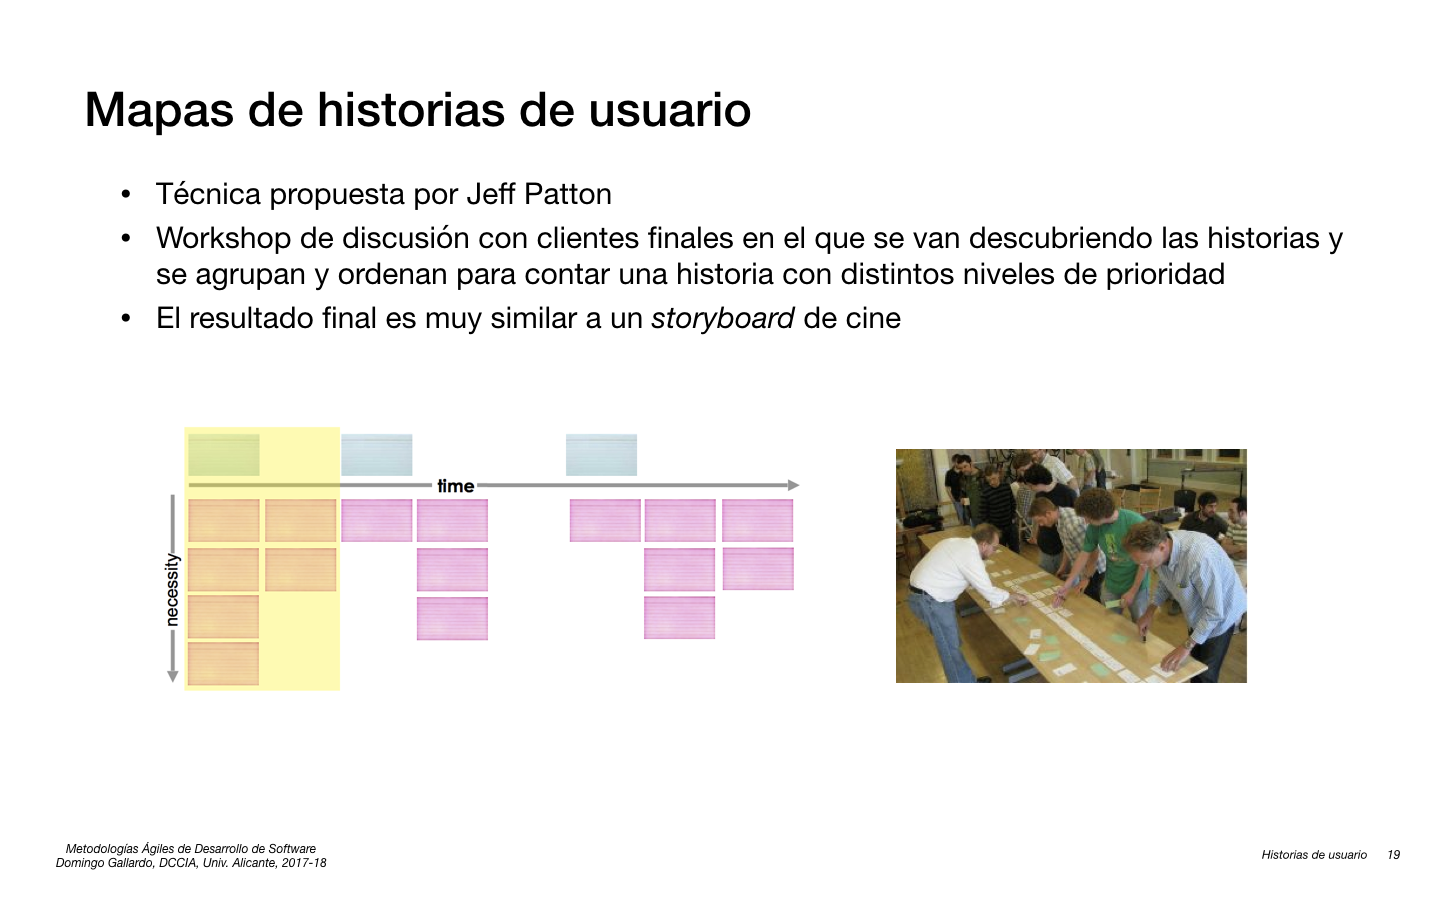 Mapas de historias de usuario
• Técnica propuesta por Jeff Patton
• Workshop de discusión con clientes finales en el que se van descubriendo las historias y
se agrupan y ordenan para contar una historia con distintos niveles de prioridad
• El resultado final es muy similar a un storyboard de cine
time
necessity
Metodologías Ágiles de Desarrollo de Software
Domingo Gallardo, DCCIA, Univ. Alicante, 2017-18
Historias de usuario 19